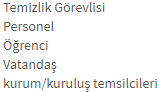 Temizlik Görevlisi
Personel
Öğrenci
Vatandaş
kurum/kuruluş temsilcileri